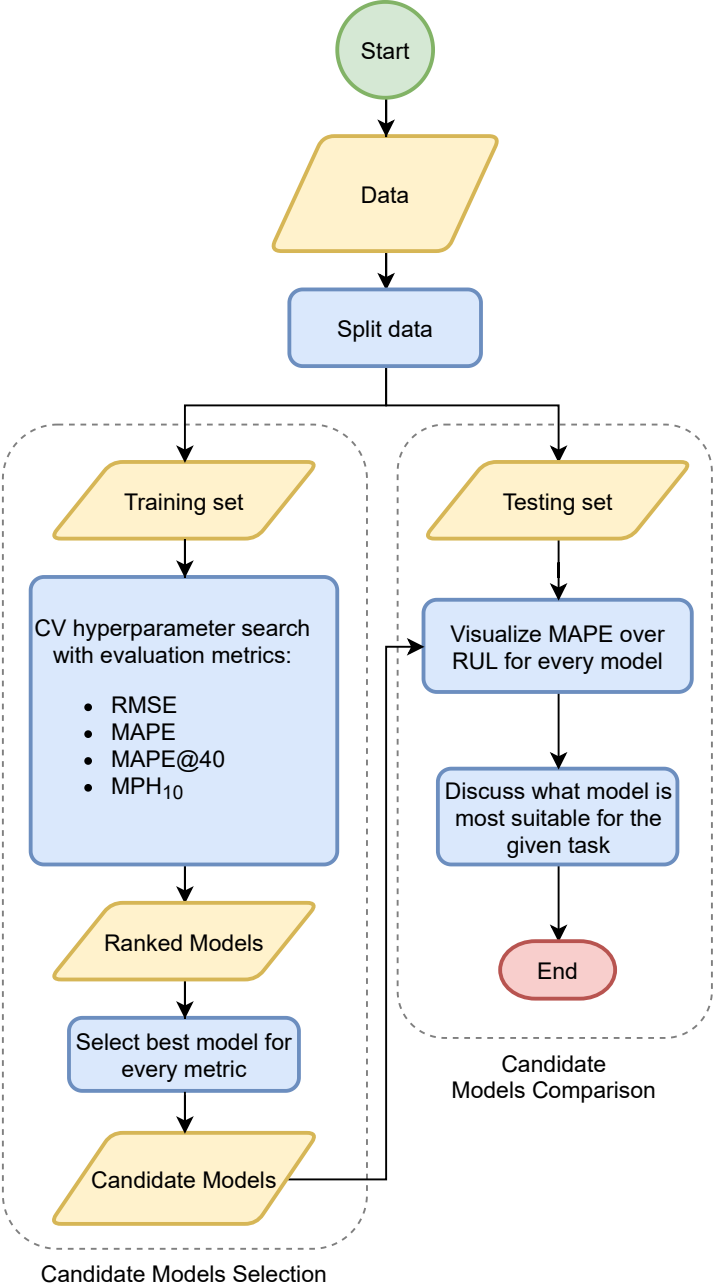 Start
Data
Split data
Training set
CV hyperparameter search
with evaluation metrics:
• RMSE
• MAPE
• MAPE@40
• MPH10
Ranked Models
Select best model for
every metric
Candidate Models
Candidate Models Selection
Testing set
Visualize MAPE over
RUL for every model
Discuss what model is
most suitable for the
given task
End
Candidate
Models Comparison